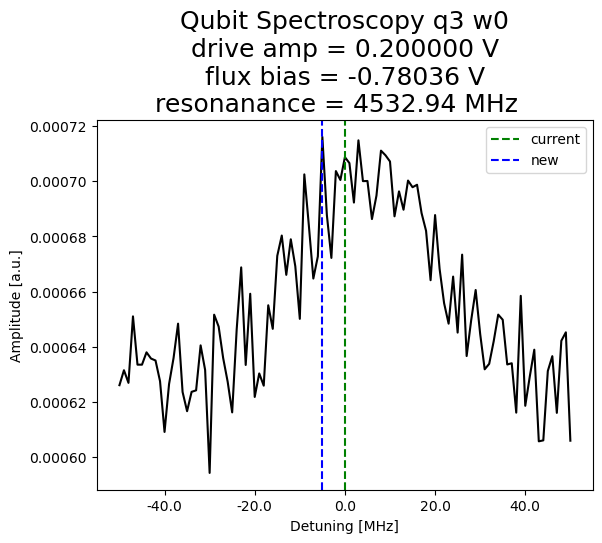 Qubit Spectroscopy q3 w0
drive amp = 0.200000 V
flux bias = -0.78036 V
resonanance = 4532.94 MHz
current
new
0.00072
0.00070
0.00068
0.00066
0.00064
0.00062
0.00060
Amplitude [a.u.]
-40.0
-20.0
0.0
20.0
40.0
Detuning [MHz]